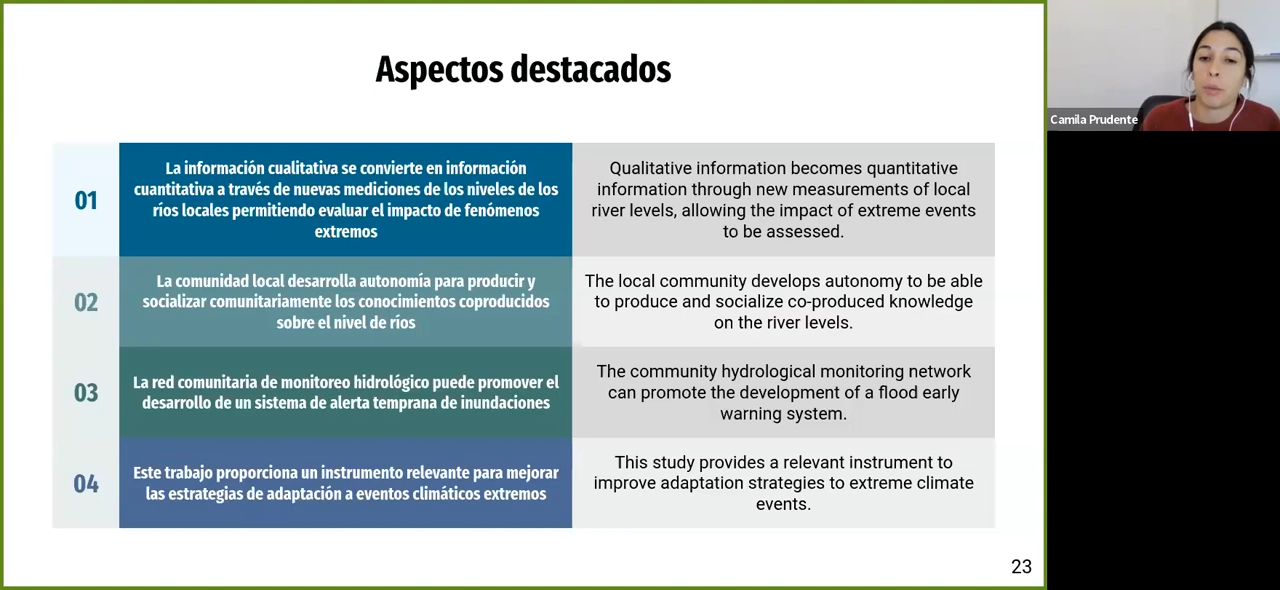 Aspectos destacados
Camila Prudente
01
La información cualitativa se convierte en información
cuantitativa a través de nuevas mediciones de los niveles de los
ríos locales permitiendo evaluar el impacto de fenómenos
extremos
Qualitative information becomes quantitative
information through new measurements of local
river levels, allowing the impact of extreme events
to be assessed.
02
La comunidad local desarrolla autonomía para producir y
socializar comunitariamente los conocimientos coproducidos
sobre el nivel de ríos
The local community develops autonomy to be able
to produce and socialize co-produced knowledge
on the river levels.
03
La red comunitaria de monitoreo hidrológico puede promover el
desarrollo de un sistema de alerta temprana de inundaciones
The community hydrological monitoring network
can promote the development of a flood early
warning system.
04
Este trabajo proporciona un instrumento relevante para mejorar
las estrategias de adaptación a eventos climáticos extremos
This study provides a relevant instrument to
improve adaptation strategies to extreme climate
events.
23